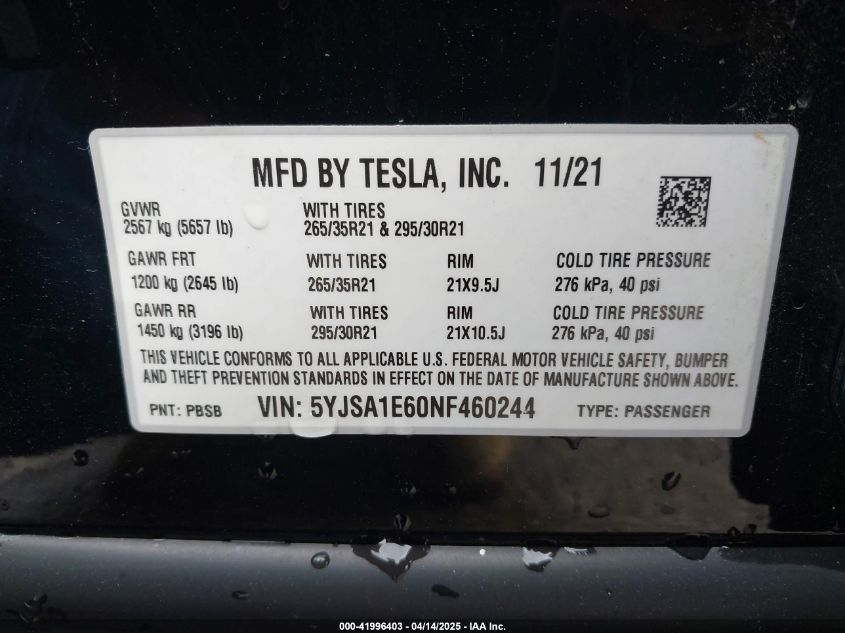 MFD BY TESLA, INC. 11/21
GVWR WITH TIRES
2567 kg (5657 lb) 265/35R21 & 295/30R21
GAWR FRT WITH TIRES RIM COLD TIRE PRESSURE
1200 kg (2645 lb) 265/35R21 21X9.5J 276 kPa, 40 psi
GAWR RR WITH TIRES RIM COLD TIRE PRESSURE
1450 kg (3196 lb) 295/30R21 21X10.5J 276 kPa, 40 psi
THIS VEHICLE CONFORMS TO ALL APPLICABLE U.S. FEDERAL MOTOR VEHICLE SAFETY, BUMPER
AND THEFT PREVENTION STANDARDS IN EFFECT ON THE DATE OF MANUFACTURE SHOWN ABOVE.
PNT: PBSB VIN: 5YJSA1E60NF460244 TYPE: PASSENGER
000-41996403 - 04/14/2025 - IAA Inc.